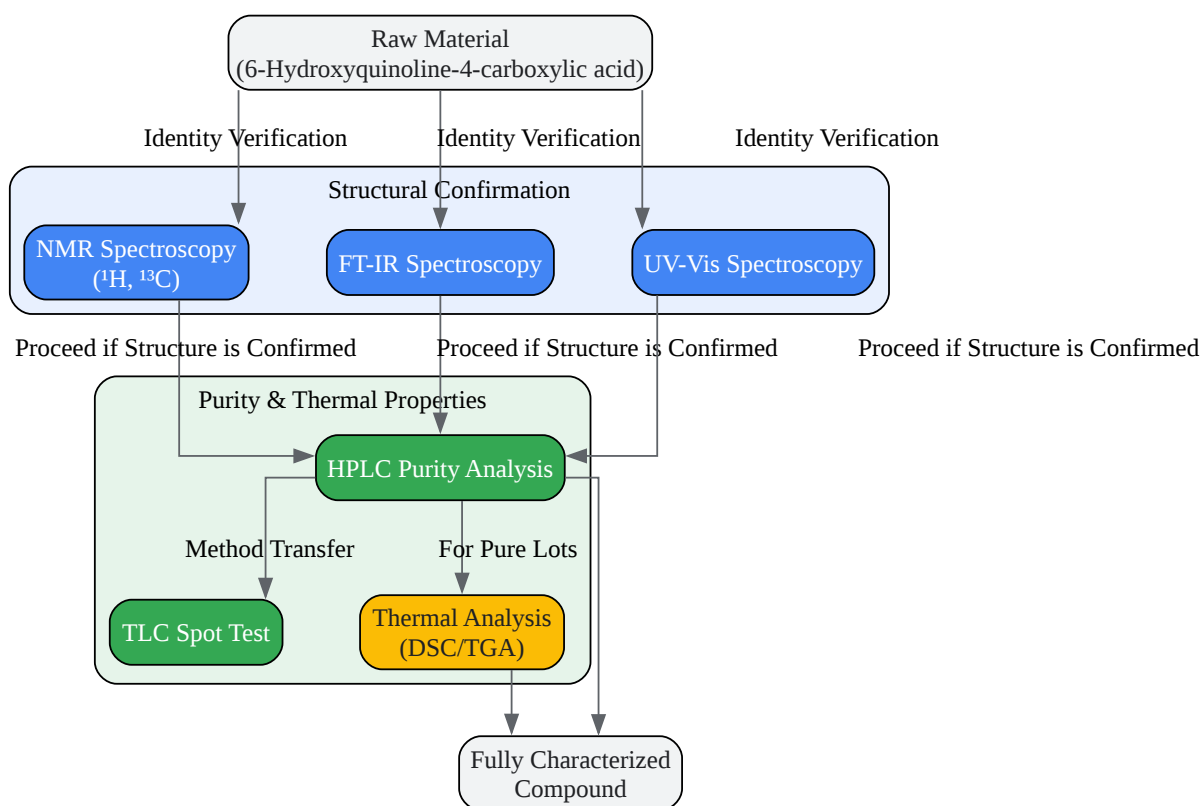 Raw Material
(6-Hydroxyquinoline-4-carboxylic acid)
Identity Verification
Identity Verification
Identity Verification
Structural Confirmation
NMR Spectroscopy
(¹H, ¹³C)
FT-IR Spectroscopy
UV-Vis Spectroscopy
Proceed if Structure is Confirmed
Proceed if Structure is Confirmed
Proceed if Structure is Confirmed
Purity & Thermal Properties
HPLC Purity Analysis
Method Transfer
For Pure Lots
TLC Spot Test
Thermal Analysis
(DSC/TGA)
Fully Characterized
Compound